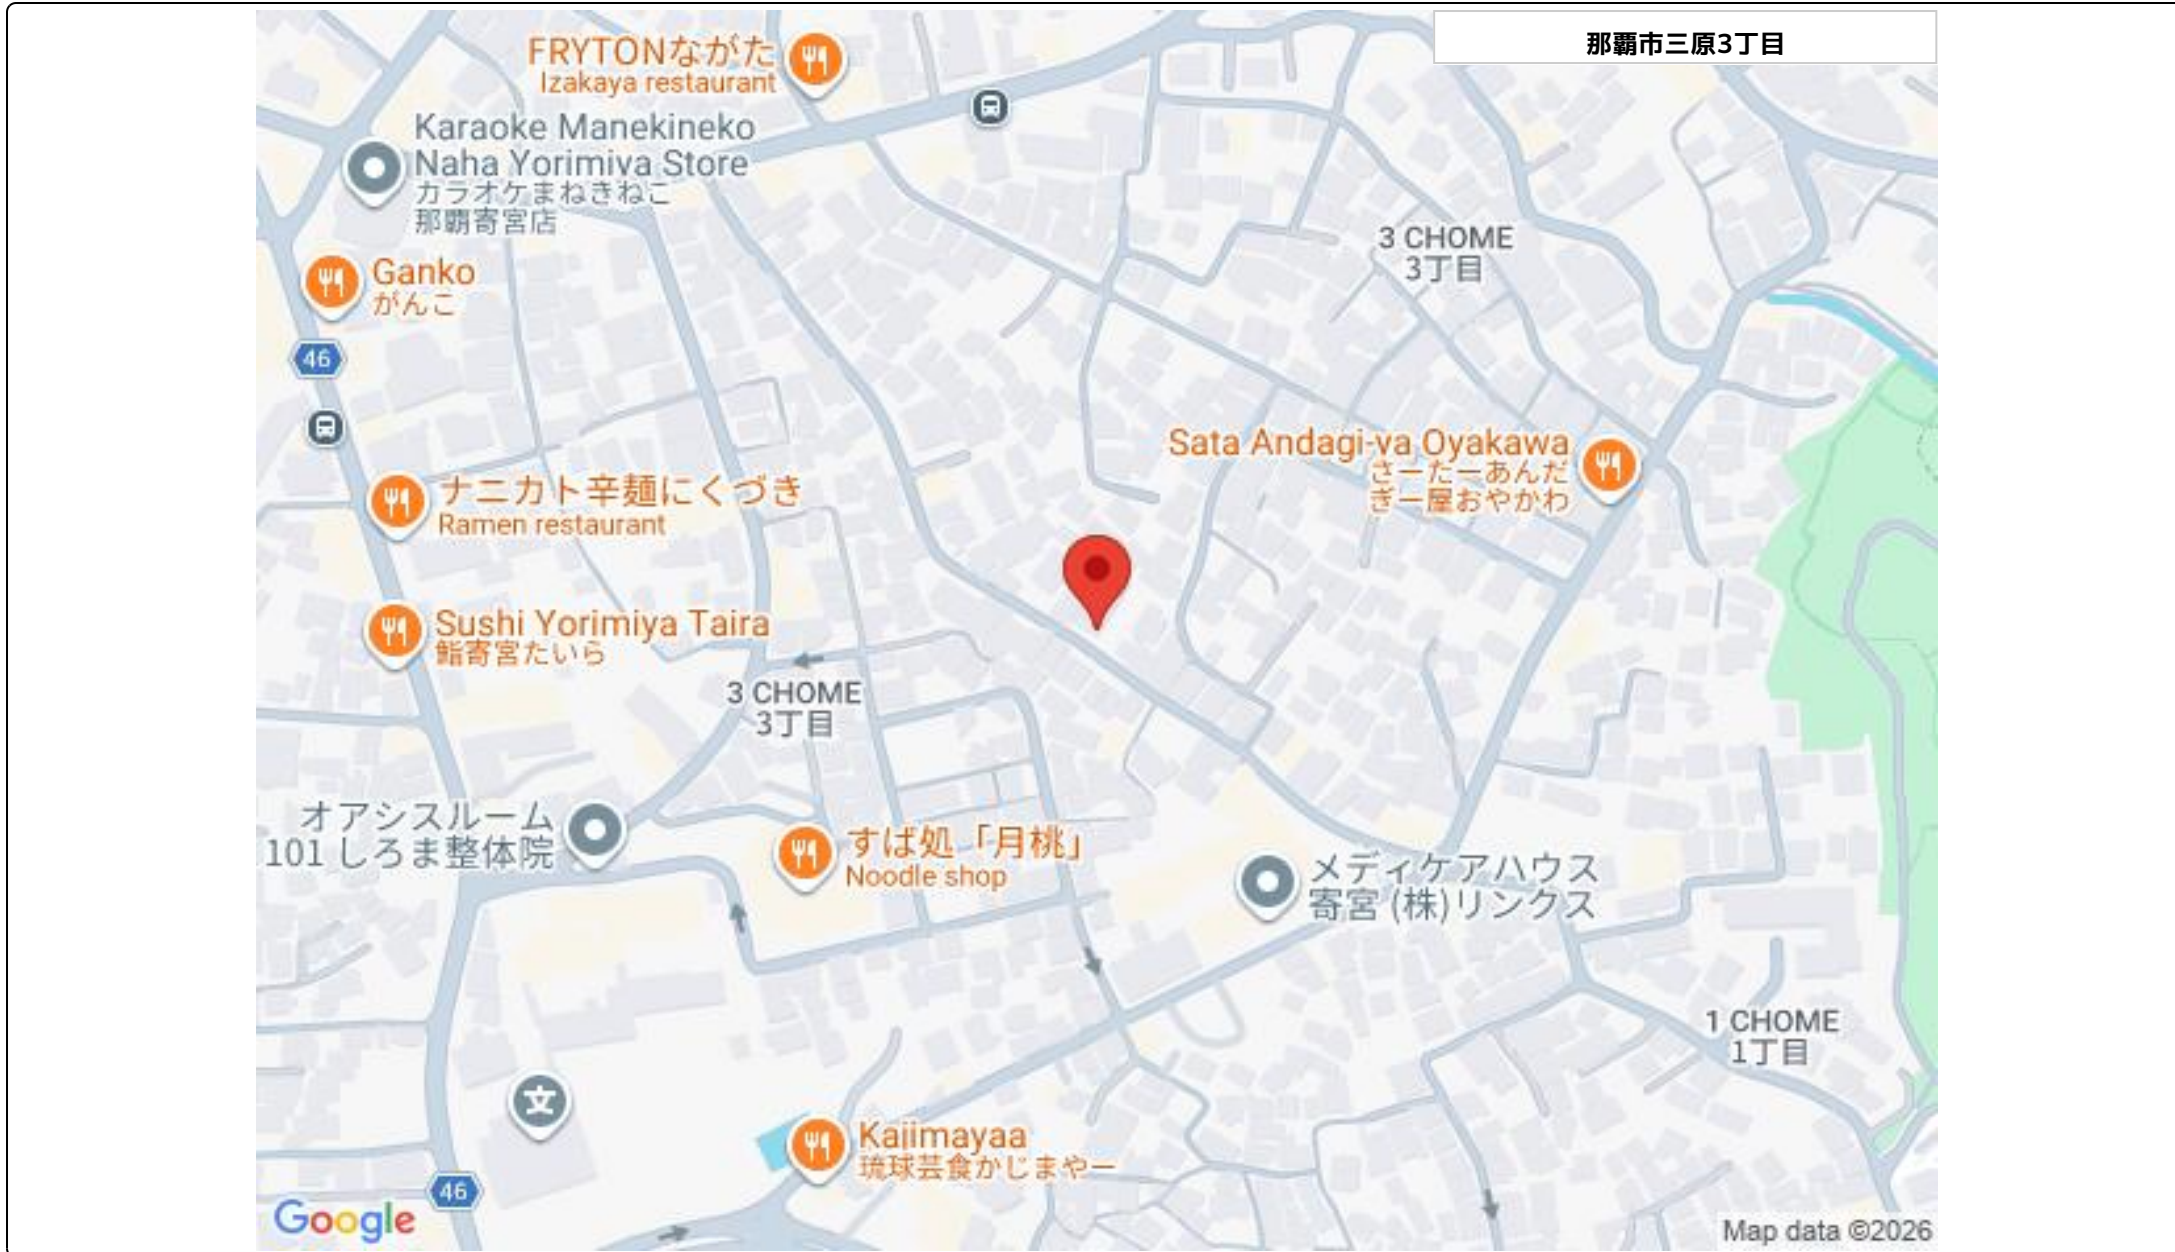 那覇市三原3丁目
FRYTONながた
Izakaya restaurant
Karaoke Manekineko
Naha Yorimiya Store
カラオケまねきねこ
那覇寄宮店
3 CHOME
3丁目
Ganko
がんこ
46
Sata Andagi-ya Oyakawa
さーたーあんだ
ぎー屋おやかわ
ナニカト辛麺にくづき
Ramen restaurant
Sushi Yorimiya Taira
鮨寄宮たいら
3 CHOME
3丁目
オアシスルーム
101 しろま整体院
すば処「月桃」
Noodle shop
メディケアハウス
寄宮 (株)リンクス
1 CHOME
1丁目
文
Kajimayaa
琉球芸食かじまやー
46
Google
Map data ©2026